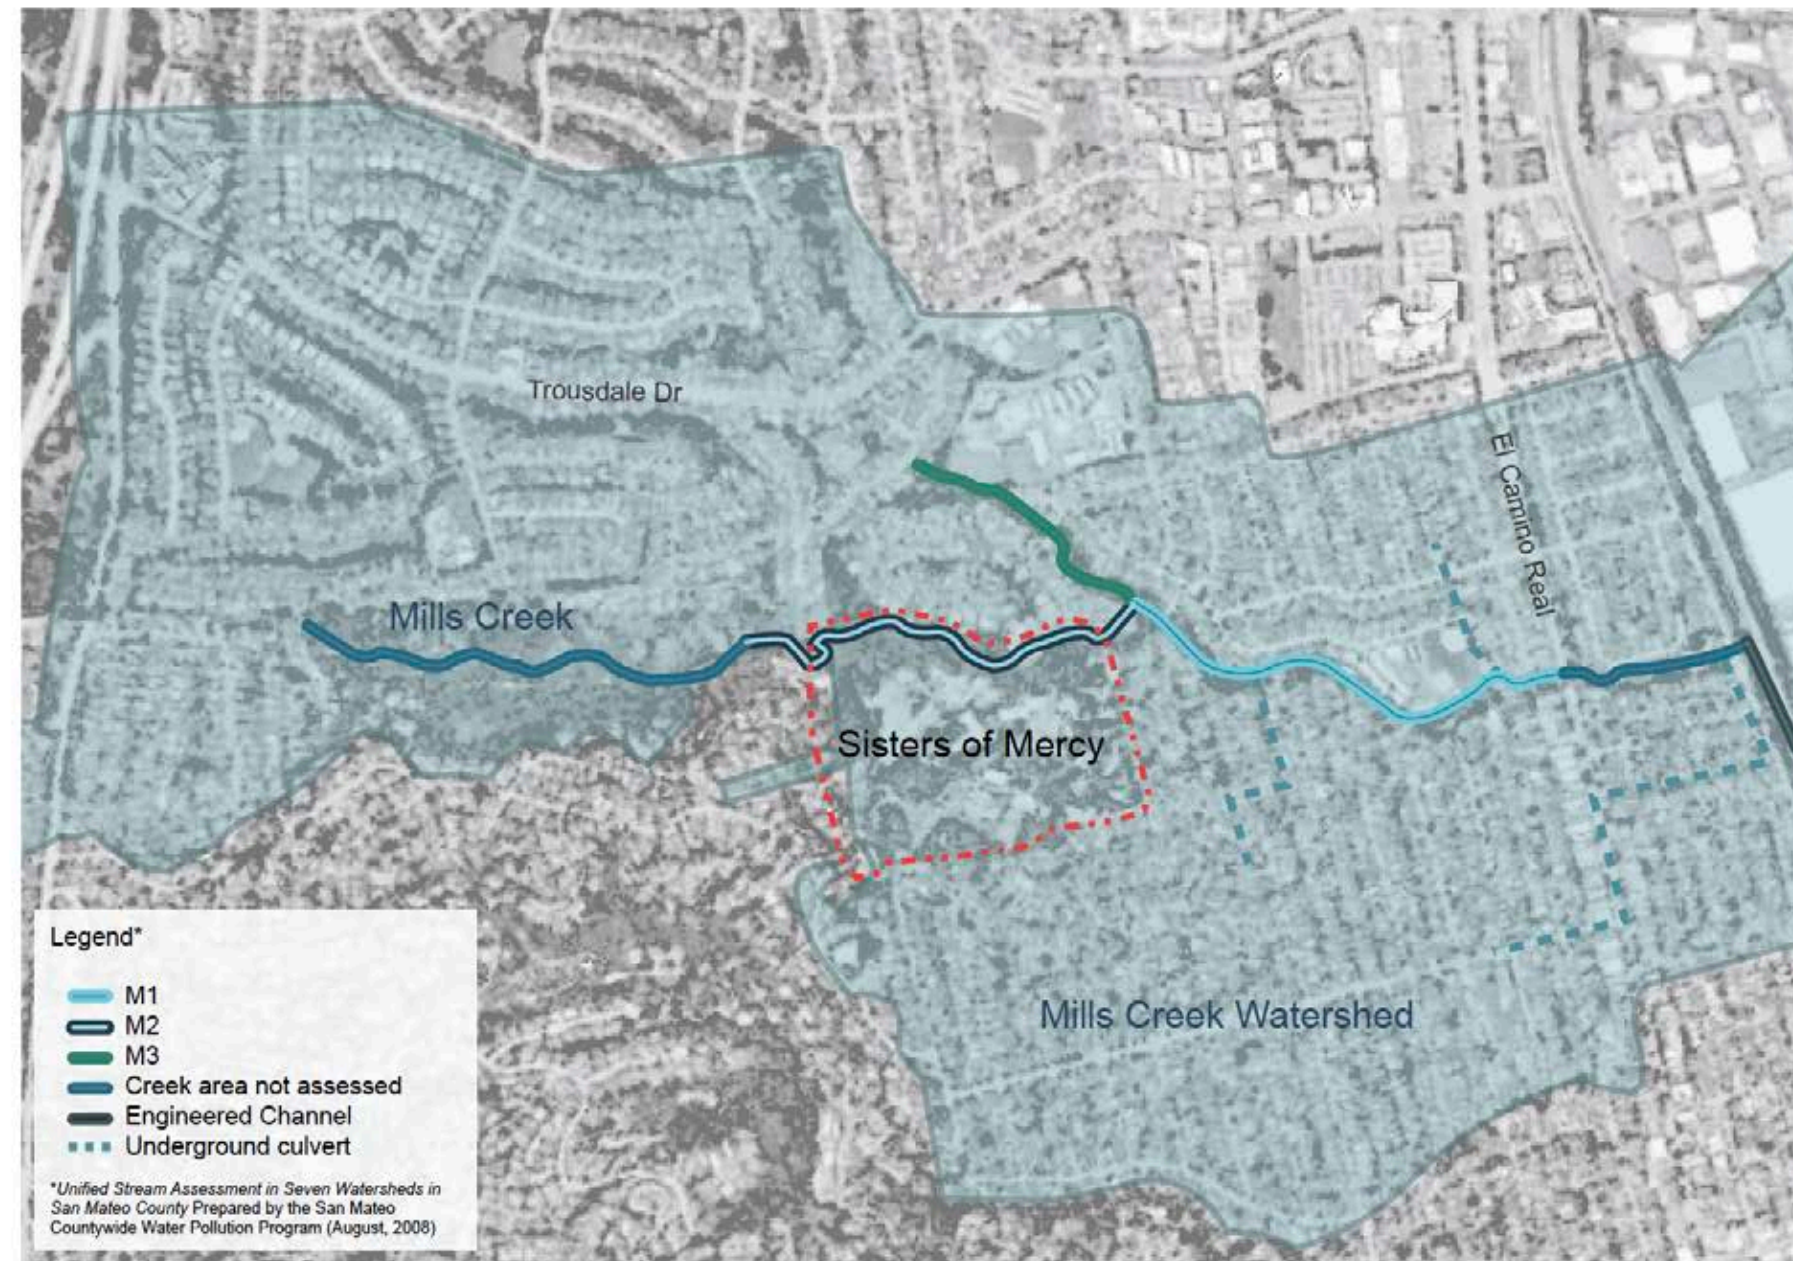 Trousdale Dr
El Camino Real
Mills Creek
Sisters of Mercy
Mills Creek Watershed
Legend*
M1
M2
M3
Creek area not assessed
Engineered Channel
Underground culvert
*Unified Stream Assessment in Seven Watersheds in
San Mateo County Prepared by the San Mateo
Countywide Water Pollution Program (August, 2008)